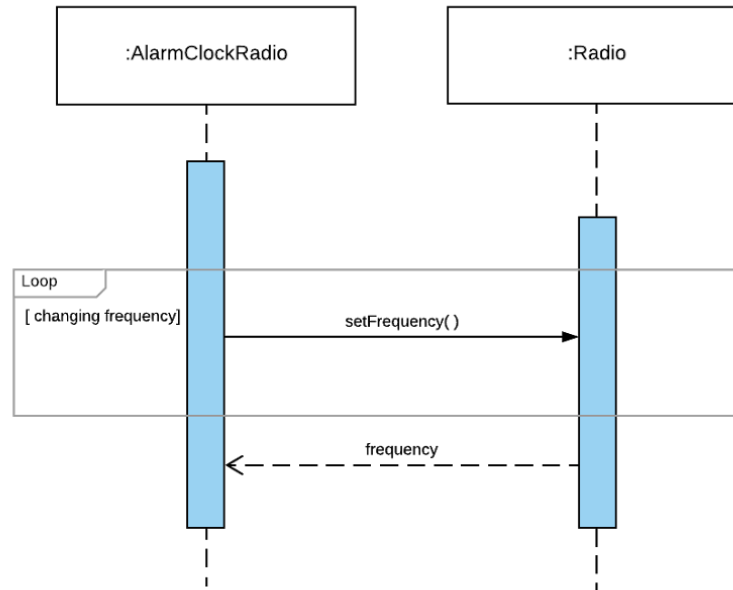 :AlarmClockRadio
:Radio
Loop
[ changing frequency]
setFrequency( )
frequency